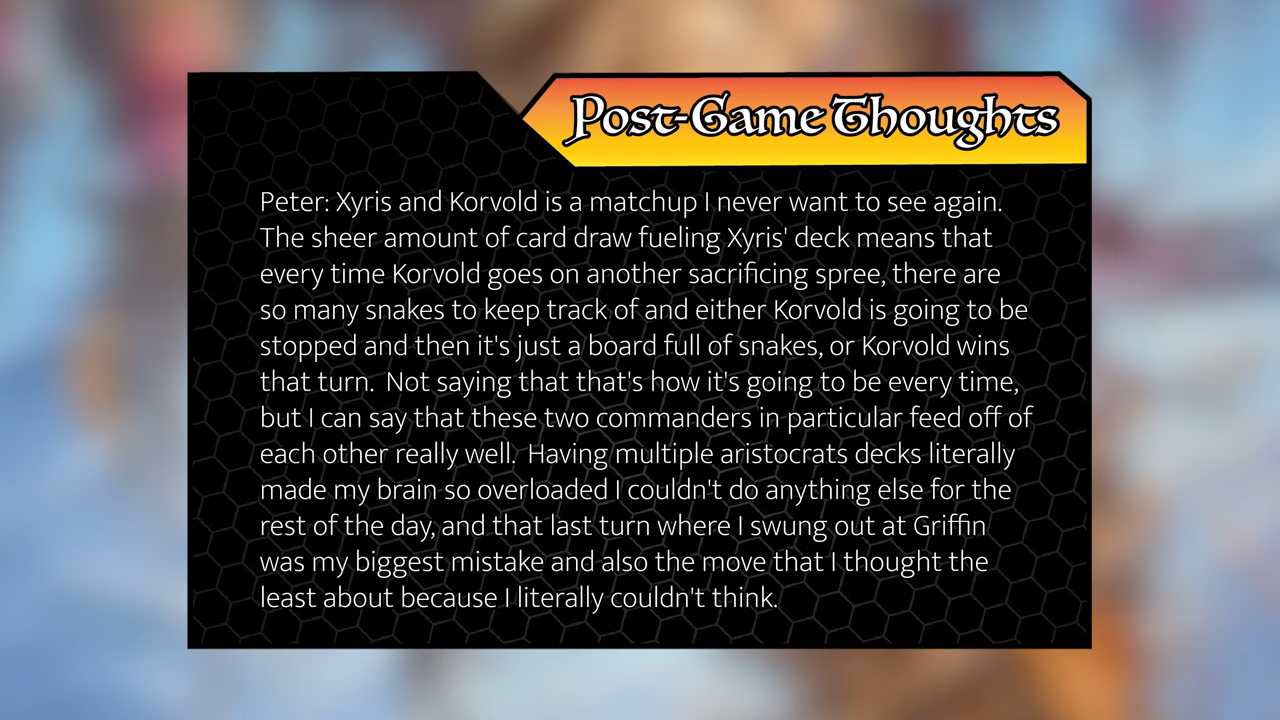 Post-Game Thoughts
Peter: Xyris and Korvold is a matchup I never want to see again.
The sheer amount of card draw fueling Xyris' deck means that
every time Korvold goes on another sacrificing spree, there are
so many snakes to keep track of and either Korvold is going to be
stopped and then it's just a board full of snakes, or Korvold wins
that turn.  Not saying that that's how it's going to be every time,
but I can say that these two commanders in particular feed off of
each other really well.  Having multiple aristocrats decks literally
made my brain so overloaded I couldn't do anything else for the
rest of the day, and that last turn where I swung out at Griffin
was my biggest mistake and also the move that I thought the
least about because I literally couldn't think.